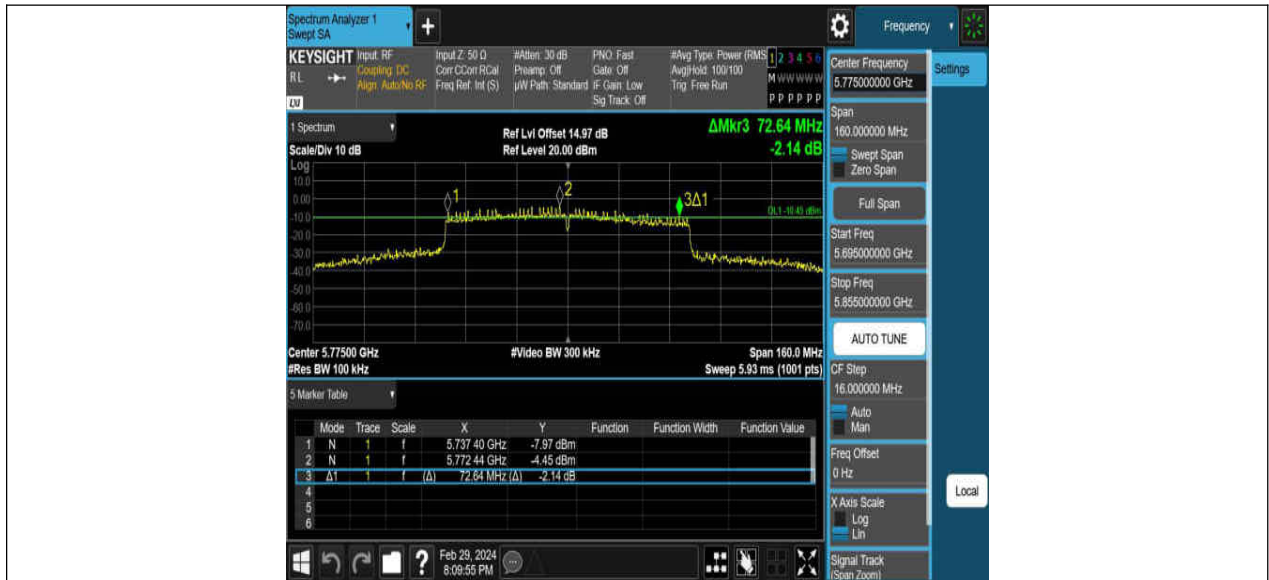 Spectrum Analyzer 1
Swept SA
+
Frequency
KEYSIGHT
RL
LXI
Input: RF
Coupling: DC
Align: Auto/No RF
Input Z: 50 Ω
Corr CCorr RCal
Freq Ref: Int (S)
#Atten: 30 dB
Preamp: Off
µW Path: Standard
PNO: Fast
Gate: Off
IF Gain: Low
Sig Track: Off
#Avg Type: Power (RMS
Avg|Hold: 100/100
Trig: Free Run
1 2 3 4 5 6
M W W W W W
P P P P P P
1 Spectrum
Scale/Div 10 dB
Ref Lvl Offset 14.97 dB
Ref Level 20.00 dBm
ΔMkr3 72.64 MHz
-2.14 dB
Log
10.0
0.00
-10.0
-20.0
-30.0
-40.0
-50.0
-60.0
-70.0
1
2
3Δ1
DL1 -10.45 dBm
Center 5.77500 GHz
#Video BW 300 kHz
Span 160.0 MHz
#Res BW 100 kHz
Sweep 5.93 ms (1001 pts)
5 Marker Table
Mode Trace Scale X Y Function Function Width Function Value
1 N 1 f 5.737 40 GHz -7.97 dBm
2 N 1 f 5.772 44 GHz -4.45 dBm
3 Δ1 1 f (Δ) 72.64 MHz (Δ) -2.14 dB
4
5
6
?
Feb 29, 2024
8:09:55 PM
Center Frequency
5.775000000 GHz
Settings
Span
160.000000 MHz
Swept Span
Zero Span
Full Span
Start Freq
5.695000000 GHz
Stop Freq
5.855000000 GHz
AUTO TUNE
CF Step
16.000000 MHz
Auto
Man
Freq Offset
0 Hz
X Axis Scale
Log
Lin
Local
Signal Track
(Span Zoom)